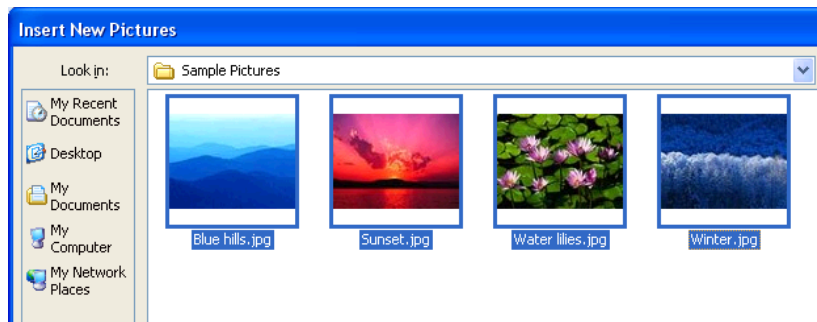 Insert New Pictures
Look in:
Sample Pictures
My Recent
Documents
Desktop
My
Documents
My
Computer
My Network
Places
Blue hills.jpg
Sunset.jpg
Water lilies.jpg
Winter.jpg